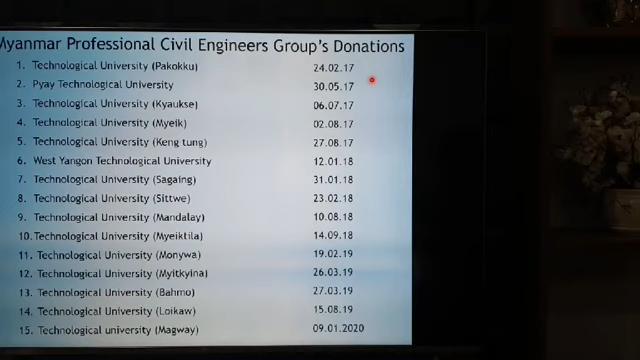 Myanmar Professional Civil Engineers Group's Donations
1. Technological University (Pakokku) 24.02.17
2. Pyay Technological University 30.05.17
3. Technological University (Kyaukse) 06.07.17
4. Technological University (Myeik) 02.08.17
5. Technological University (Keng tung) 27.08.17
6. West Yangon Technological University 12.01.18
7. Technological University (Sagaing) 31.01.18
8. Technological University (Sittwe) 23.02.18
9. Technological University (Mandalay) 10.08.18
10. Technological University (Myeiktila) 14.09.18
11. Technological University (Monywa) 19.02.19
12. Technological University (Myitkyina) 26.03.19
13. Technological University (Bahmo) 27.03.19
14. Technological University (Loikaw) 15.08.19
15. Technological university (Magway) 09.01.2020